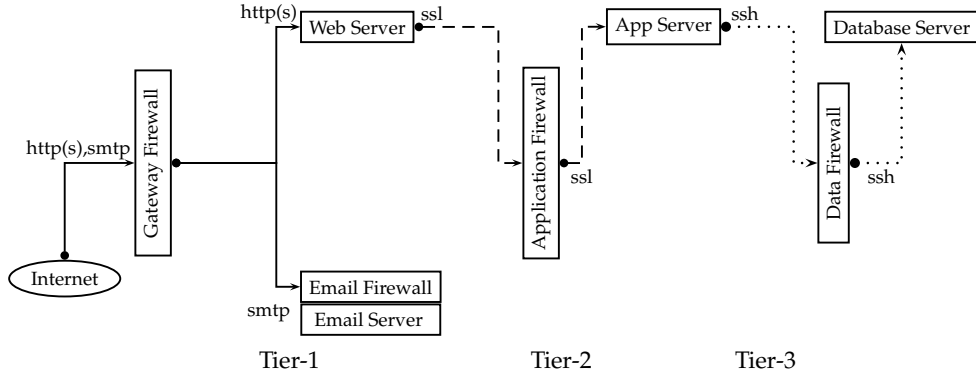 http(s)
Web Server
ssl
App Server
ssh
Database Server
http(s),smtp
Gateway Firewall
Application Firewall
ssl
Data Firewall
ssh
Internet
Email Firewall
smtp
Email Server
Tier-1
Tier-2
Tier-3